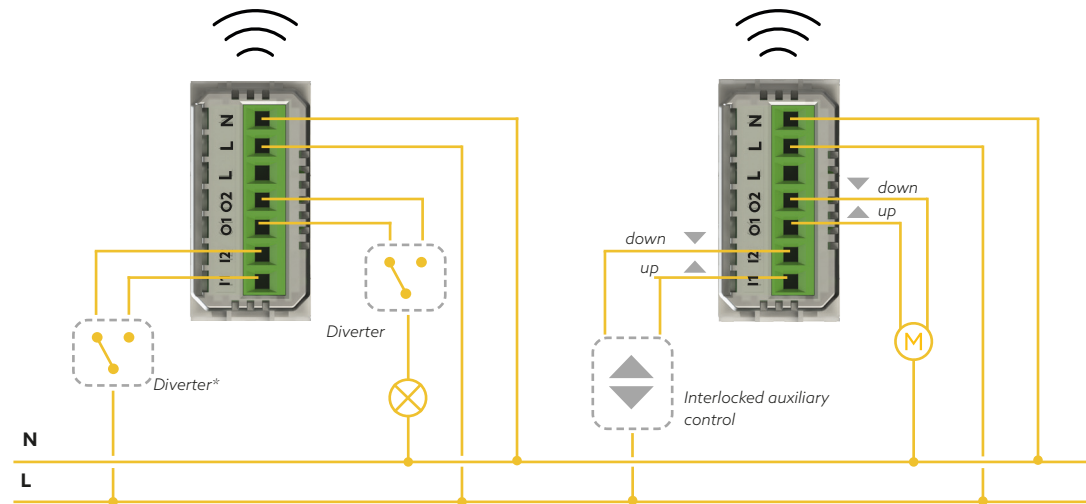 N
L
L
O1 O2
I1 I2
Diverter
Diverter*
N
L
L
O1 O2
I1 I2
down
up
down
up
M
Interlocked auxiliary
control
N
L